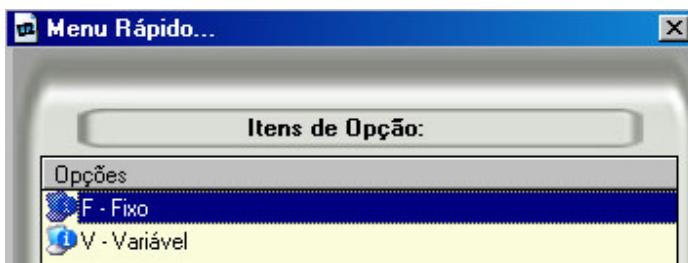 Menu Rápido...
Itens de Opção:
Opções
F - Fixo
V - Variável